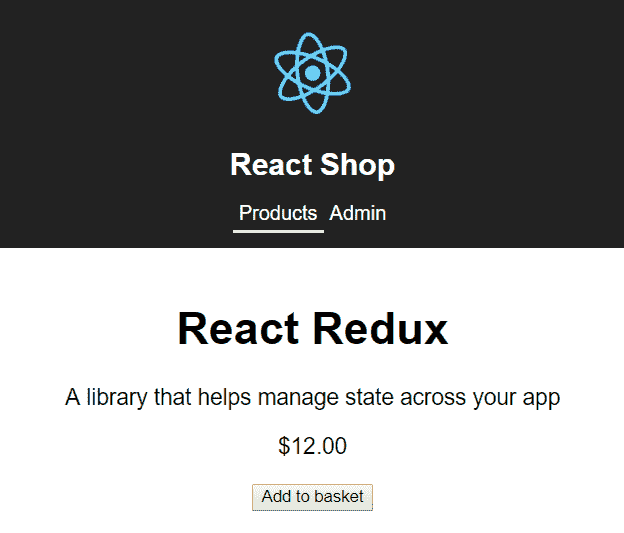 React Shop
Products Admin
React Redux
A library that helps manage state across your app
$12.00
Add to basket